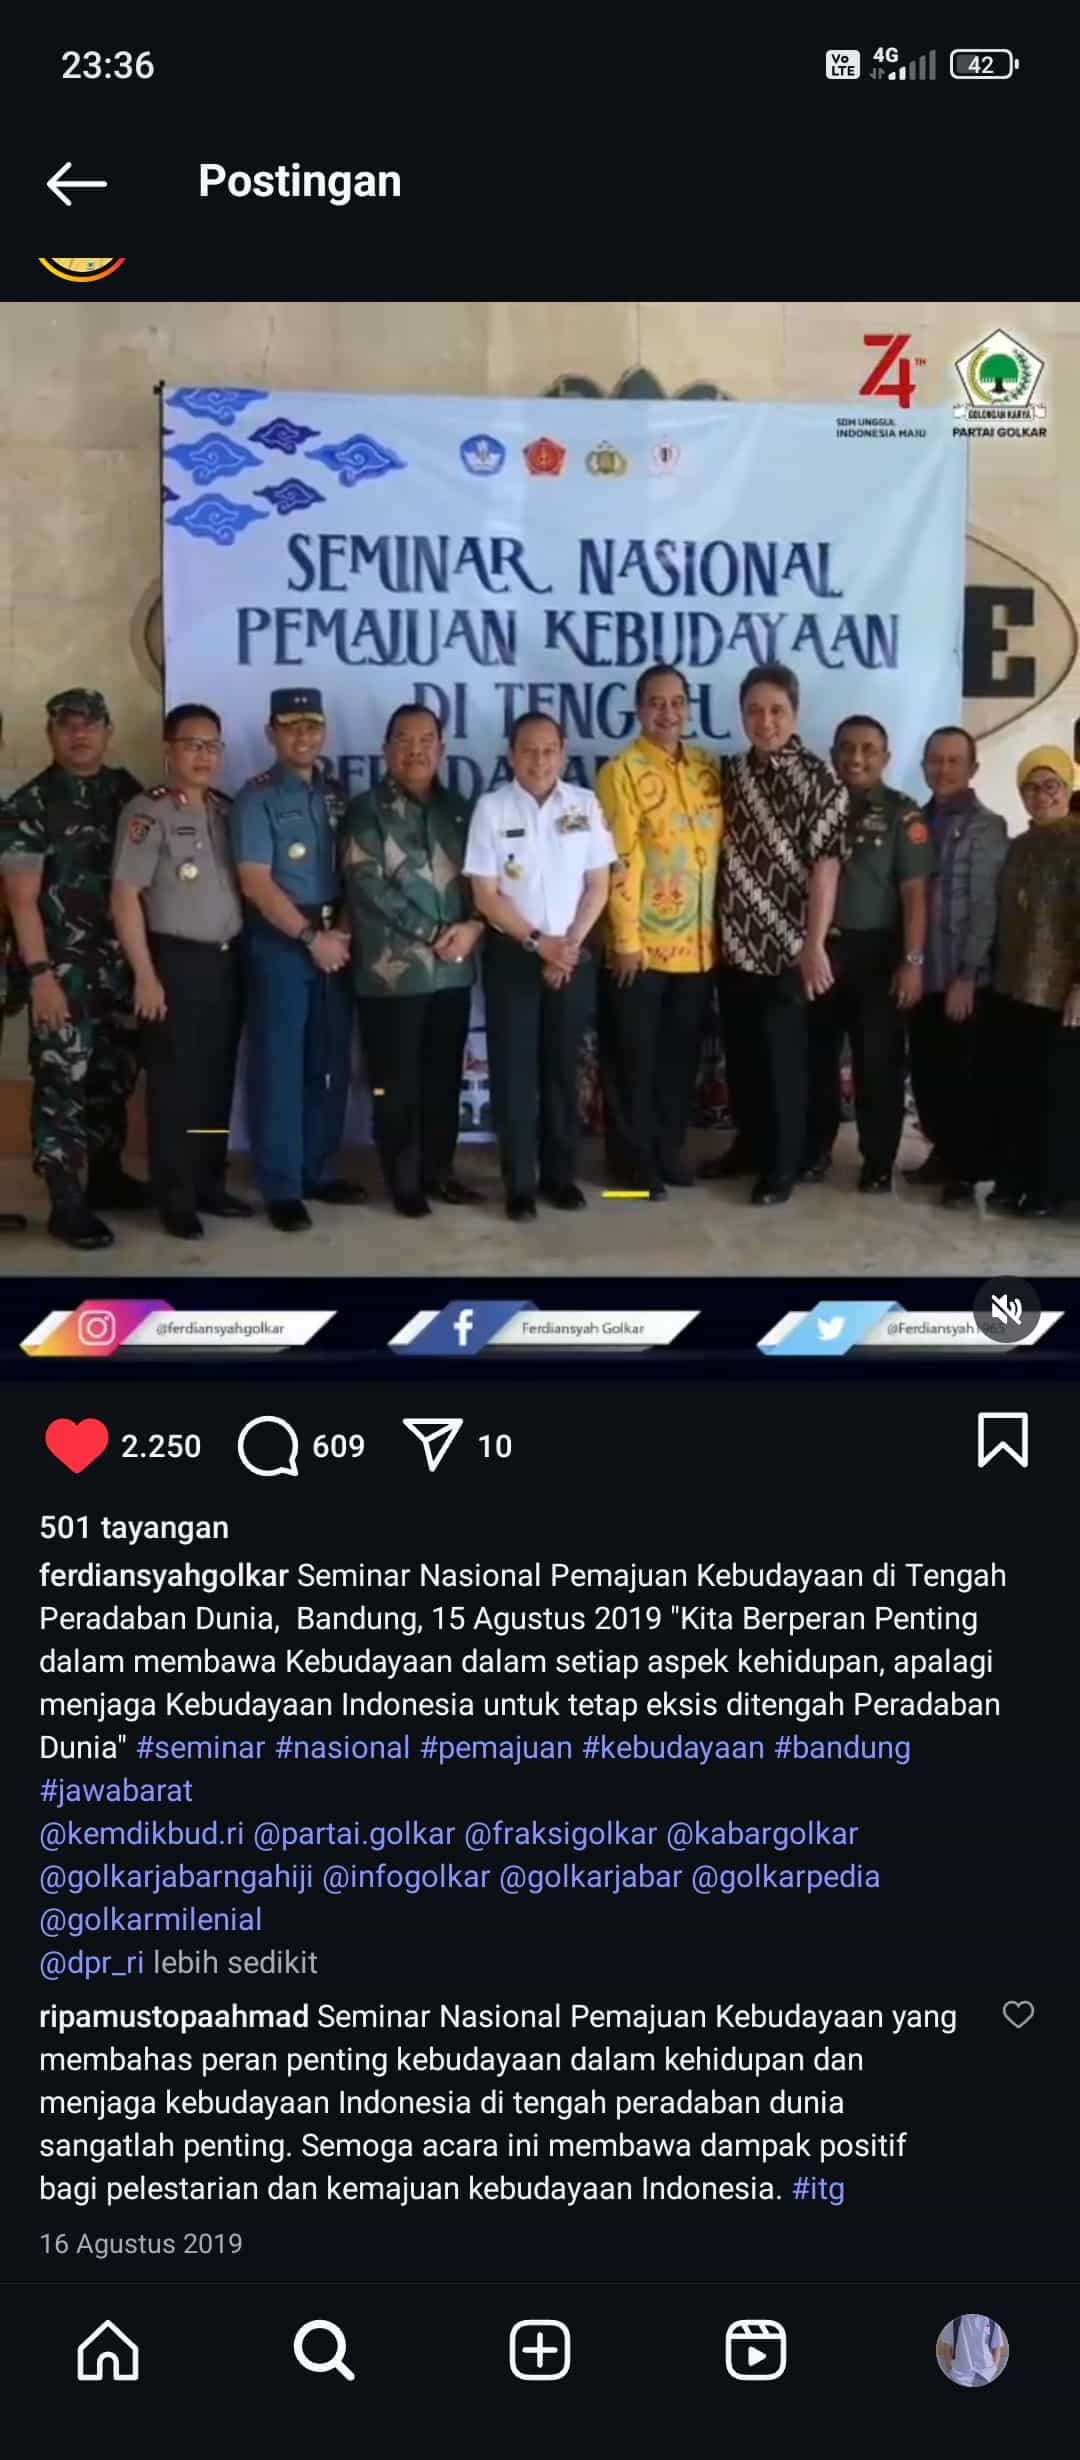 23:36
Vo LTE 4G 42
Postingan
74TH
SDM UNGGUL
INDONESIA MAJU
GOLONGAN KARYA
PARTAI GOLKAR
SEMINAR NASIONAL
PEMAJUAN KEBUDAYAAN
DI TENGAH
E
@ferdiansyahgolkar
Ferdiansyah Golkar
@Ferdiansyah1965
2.250
609
10
501 tayangan
ferdiansyahgolkar Seminar Nasional Pemajuan Kebudayaan di Tengah
Peradaban Dunia, Bandung, 15 Agustus 2019 "Kita Berperan Penting
dalam membawa Kebudayaan dalam setiap aspek kehidupan, apalagi
menjaga Kebudayaan Indonesia untuk tetap eksis ditengah Peradaban
Dunia" #seminar #nasional #pemajuan #kebudayaan #bandung
#jawabarat
@kemdikbud.ri @partai.golkar @fraksigolkar @kabargolkar
@golkarjabarngahiji @infogolkar @golkarjabar @golkarpedia
@golkarmilenial
@dpr_ri lebih sedikit
ripamustopaahmad Seminar Nasional Pemajuan Kebudayaan yang
membahas peran penting kebudayaan dalam kehidupan dan
menjaga kebudayaan Indonesia di tengah peradaban dunia
sangatlah penting. Semoga acara ini membawa dampak positif
bagi pelestarian dan kemajuan kebudayaan Indonesia. #itg
16 Agustus 2019